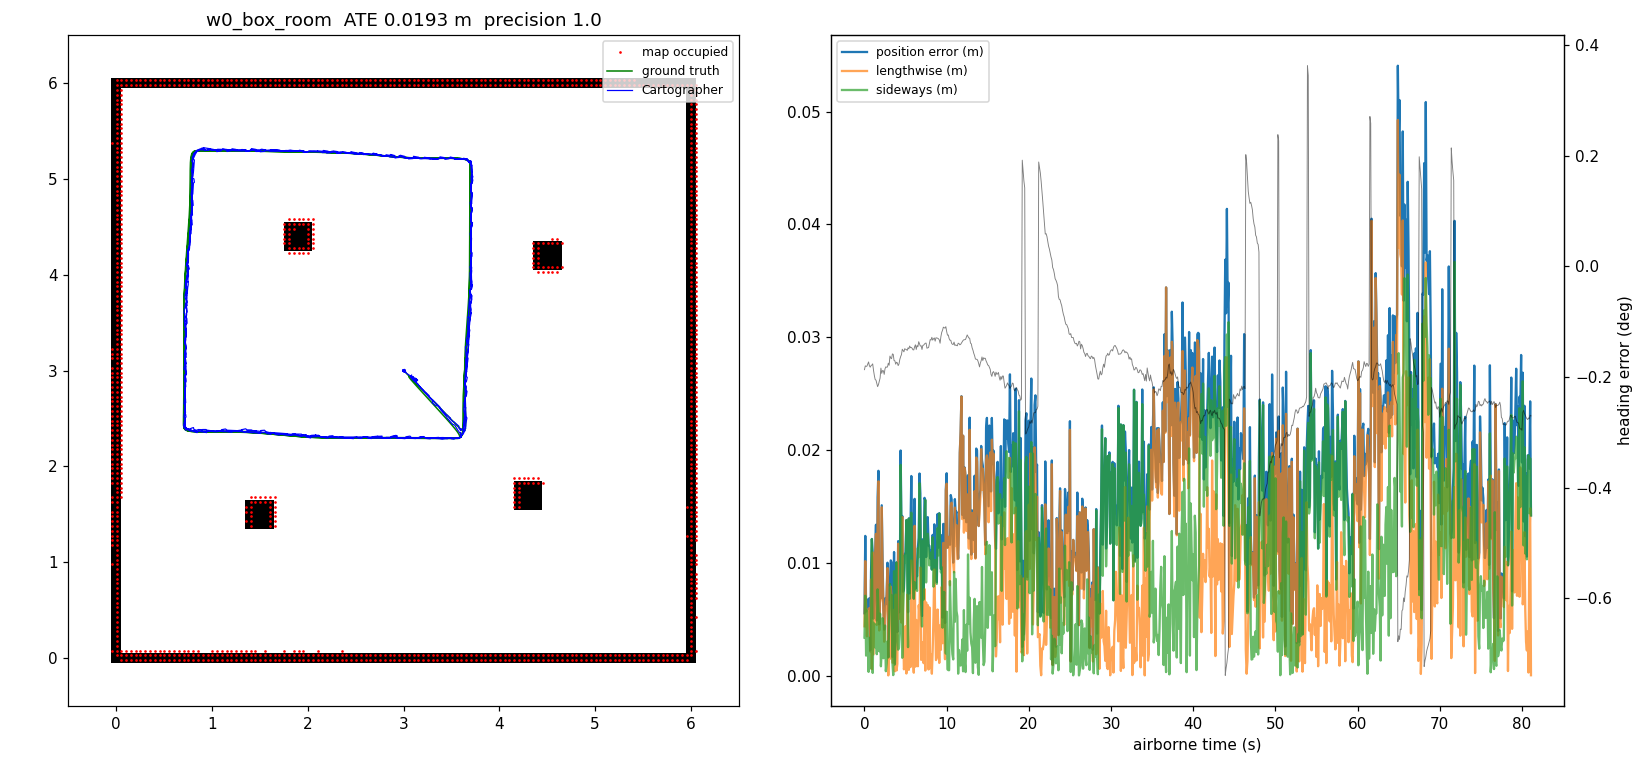 w0_box_room ATE 0.0193 m precision 1.0
map occupied
ground truth
Cartographer
6
5
4
3
2
1
0
0 1 2 3 4 5 6
position error (m)
lengthwise (m)
sideways (m)
0.05
0.04
0.03
0.02
0.01
0.00
0 10 20 30 40 50 60 70 80
airborne time (s)
0.4
0.2
0.0
−0.2
−0.4
−0.6
heading error (deg)